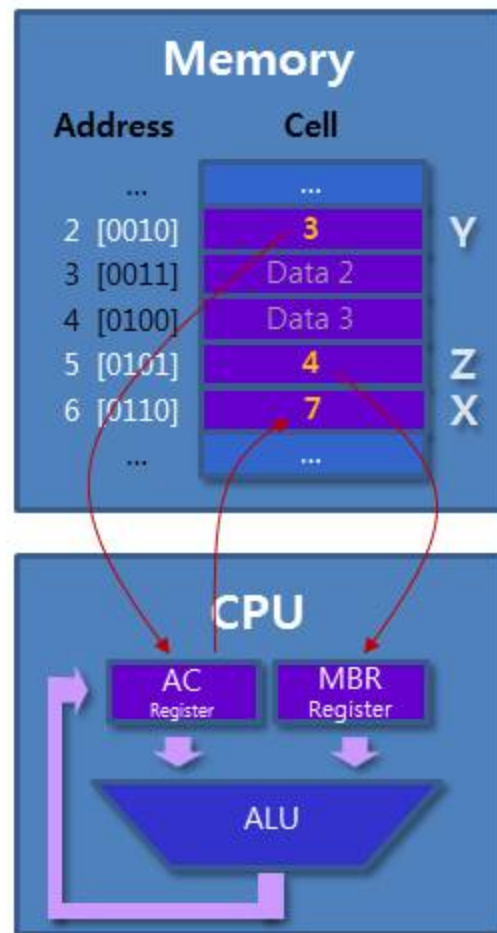 Memory
Address Cell
... ...
2 [0010] 3 Y
3 [0011] Data 2
4 [0100] Data 3
5 [0101] 4 Z
6 [0110] 7 X
... ...
CPU
AC MBR
Register Register
ALU